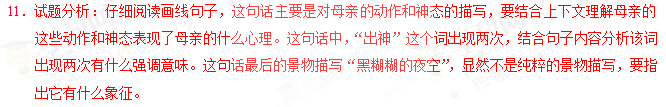 11．试题分析：仔细阅读画线句子，这句话主要是对母亲的动作和神态的描写，要结合上下文理解母亲的
这些动作和神态表现了母亲的什么心理。这句话中，“出神”这个词出现两次，结合句子内容分析该词
出现两次有什么强调意味。这句话最后的景物描写“黑糊糊的夜空”，显然不是纯粹的景物描写，要指
出它有什么象征。